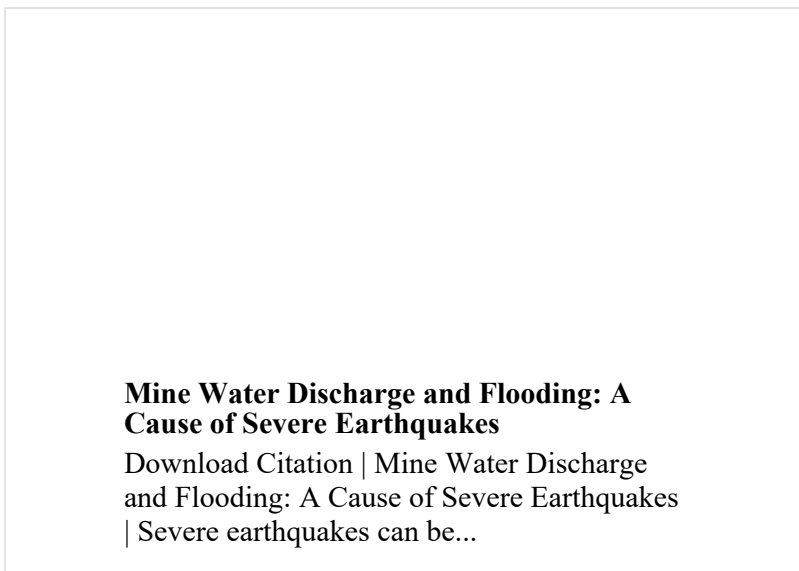 Mine Water Discharge and Flooding: A
Cause of Severe Earthquakes
Download Citation | Mine Water Discharge
and Flooding: A Cause of Severe Earthquakes
| Severe earthquakes can be...